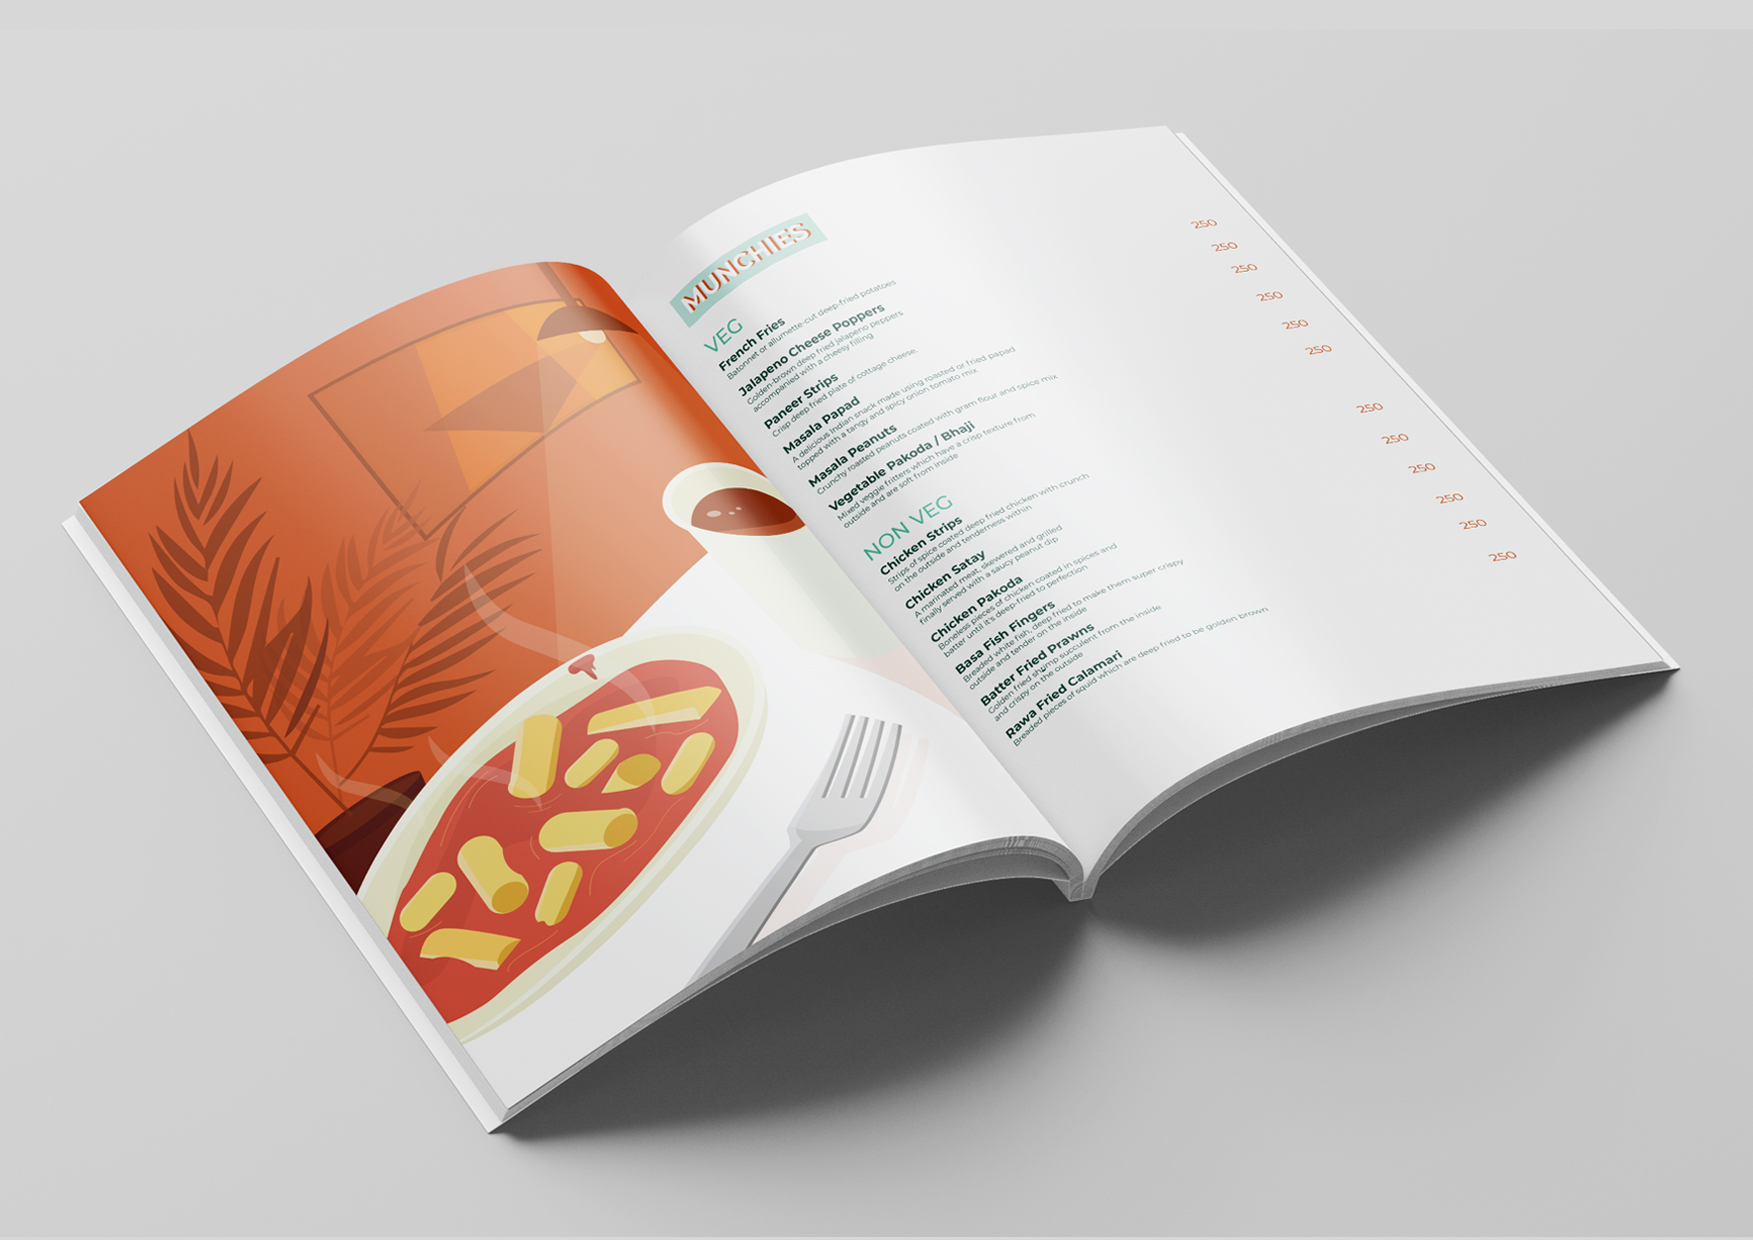 MUNCHIES
VEG
French Fries 250
Batonnet or allumette-cut deep-fried potatoes
Jalapeno Cheese Poppers 250
Golden-brown deep fried jalapeno peppers
accompanied with a cheesy filling
Paneer Strips 250
Crisp deep fried plate of cottage cheese.
Masala Papad 250
A delicious Indian snack made using roasted or fried papad
topped with a tangy and spicy onion tomato mix
Masala Peanuts 250
Crunchy roasted peanuts coated with gram flour and spice mix
Vegetable Pakoda / Bhaji 250
Mixed veggie fritters which have a crisp texture from
outside and are soft from inside
NON VEG
Chicken Strips 250
Strips of spice coated deep fried chicken with crunch
on the outside and tenderness within
Chicken Satay 250
A marinated meat, skewered and grilled
finally served with a saucy peanut dip
Chicken Pakoda 250
Boneless pieces of chicken coated in spices and
batter until it's deep-fried to perfection
Basa Fish Fingers 250
Breaded white fish, deep fried to make them super crispy
outside and tender on the inside
Batter Fried Prawns 250
Golden fried shrimp succulent from the inside
and crispy on the outside
Rawa Fried Calamari 250
Breaded pieces of squid which are deep fried to be golden brown